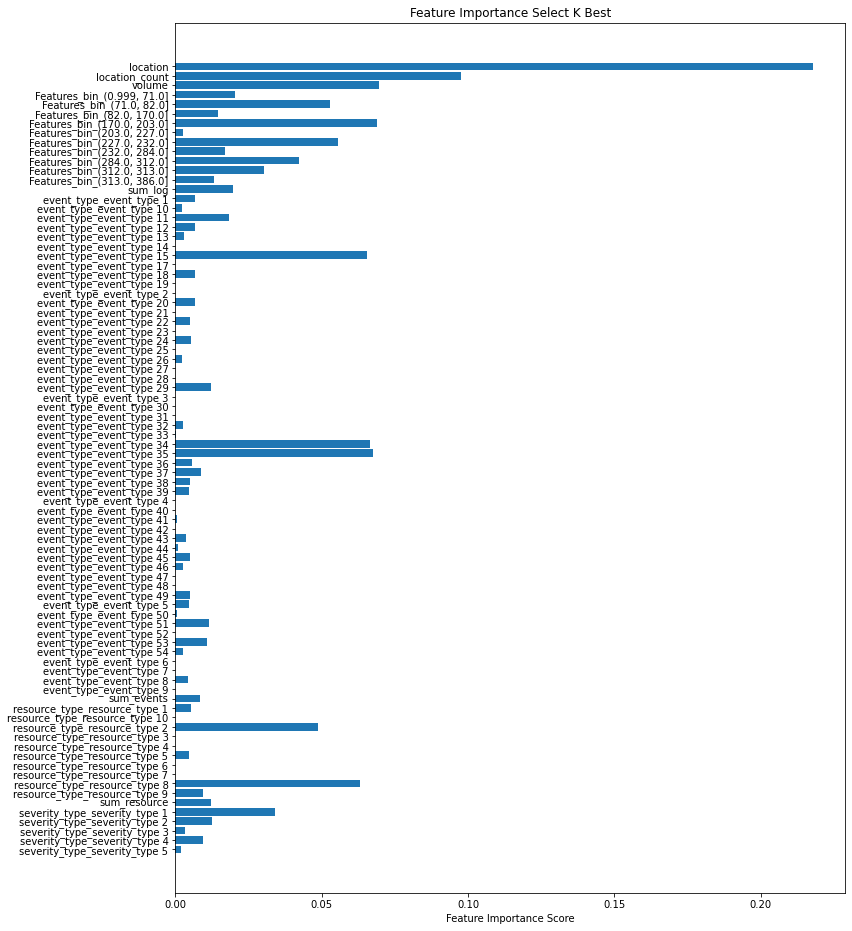 Feature Importance Select K Best
location
location_count
volume
Features_bin_(0.999, 71.0]
Features_bin_(71.0, 82.0]
Features_bin_(82.0, 170.0]
Features_bin_(170.0, 203.0]
Features_bin_(203.0, 227.0]
Features_bin_(227.0, 232.0]
Features_bin_(232.0, 284.0]
Features_bin_(284.0, 312.0]
Features_bin_(312.0, 313.0]
Features_bin_(313.0, 386.0]
sum_log
event_type_event_type 1
event_type_event_type 10
event_type_event_type 11
event_type_event_type 12
event_type_event_type 13
event_type_event_type 14
event_type_event_type 15
event_type_event_type 17
event_type_event_type 18
event_type_event_type 19
event_type_event_type 2
event_type_event_type 20
event_type_event_type 21
event_type_event_type 22
event_type_event_type 23
event_type_event_type 24
event_type_event_type 25
event_type_event_type 26
event_type_event_type 27
event_type_event_type 28
event_type_event_type 29
event_type_event_type 3
event_type_event_type 30
event_type_event_type 31
event_type_event_type 32
event_type_event_type 33
event_type_event_type 34
event_type_event_type 35
event_type_event_type 36
event_type_event_type 37
event_type_event_type 38
event_type_event_type 39
event_type_event_type 4
event_type_event_type 40
event_type_event_type 41
event_type_event_type 42
event_type_event_type 43
event_type_event_type 44
event_type_event_type 45
event_type_event_type 46
event_type_event_type 47
event_type_event_type 48
event_type_event_type 49
event_type_event_type 5
event_type_event_type 50
event_type_event_type 51
event_type_event_type 52
event_type_event_type 53
event_type_event_type 54
event_type_event_type 6
event_type_event_type 7
event_type_event_type 8
event_type_event_type 9
sum_events
resource_type_resource_type 1
resource_type_resource_type 10
resource_type_resource_type 2
resource_type_resource_type 3
resource_type_resource_type 4
resource_type_resource_type 5
resource_type_resource_type 6
resource_type_resource_type 7
resource_type_resource_type 8
resource_type_resource_type 9
sum_resource
severity_type_severity_type 1
severity_type_severity_type 2
severity_type_severity_type 3
severity_type_severity_type 4
severity_type_severity_type 5
0.00 0.05 0.10 0.15 0.20
Feature Importance Score